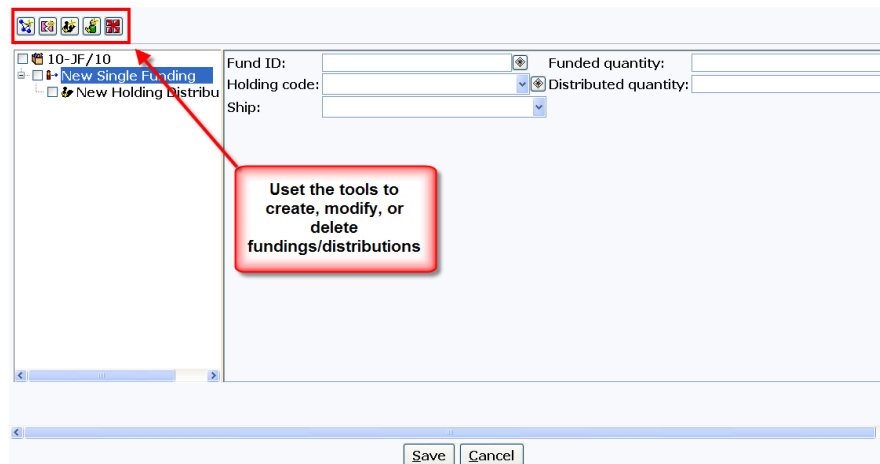 10-JF/10
New Single Funding
New Holding Distribu
Fund ID:
Funded quantity:
Holding code:
Distributed quantity:
Ship:
Uset the tools to
create, modify, or
delete
fundings/distributions
Save
Cancel